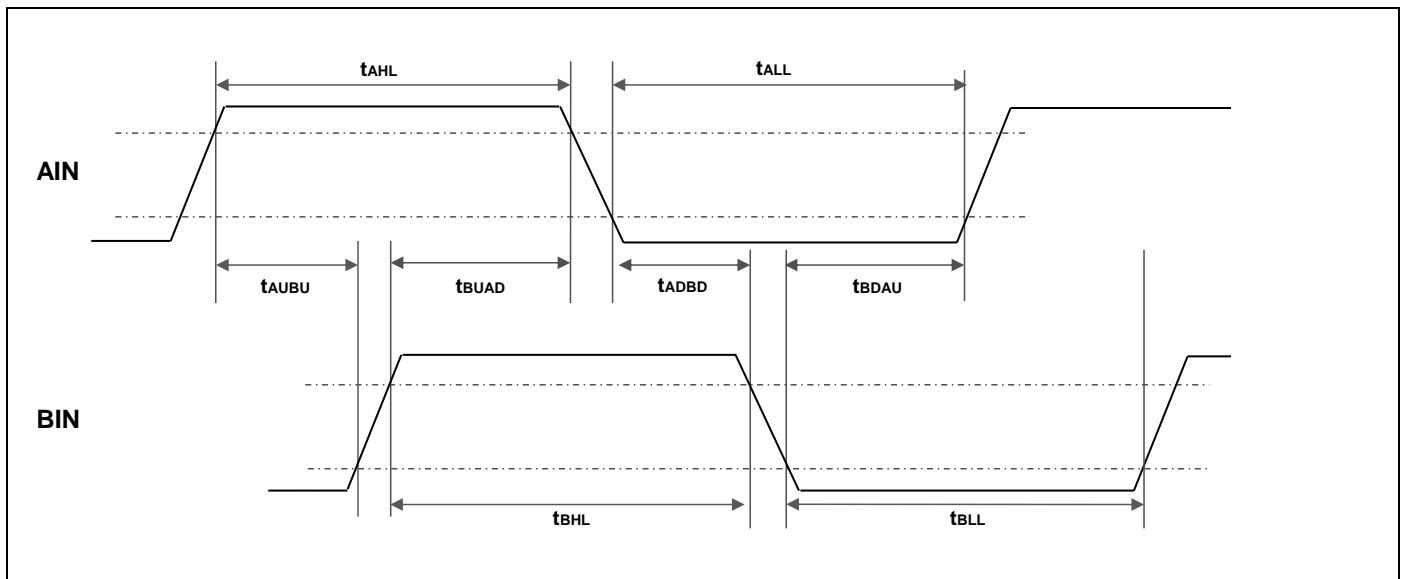 tAHL
tALL
AIN
tAUBU
tBUAD
tADBD
tBDAU
BIN
tBHL
tBLL